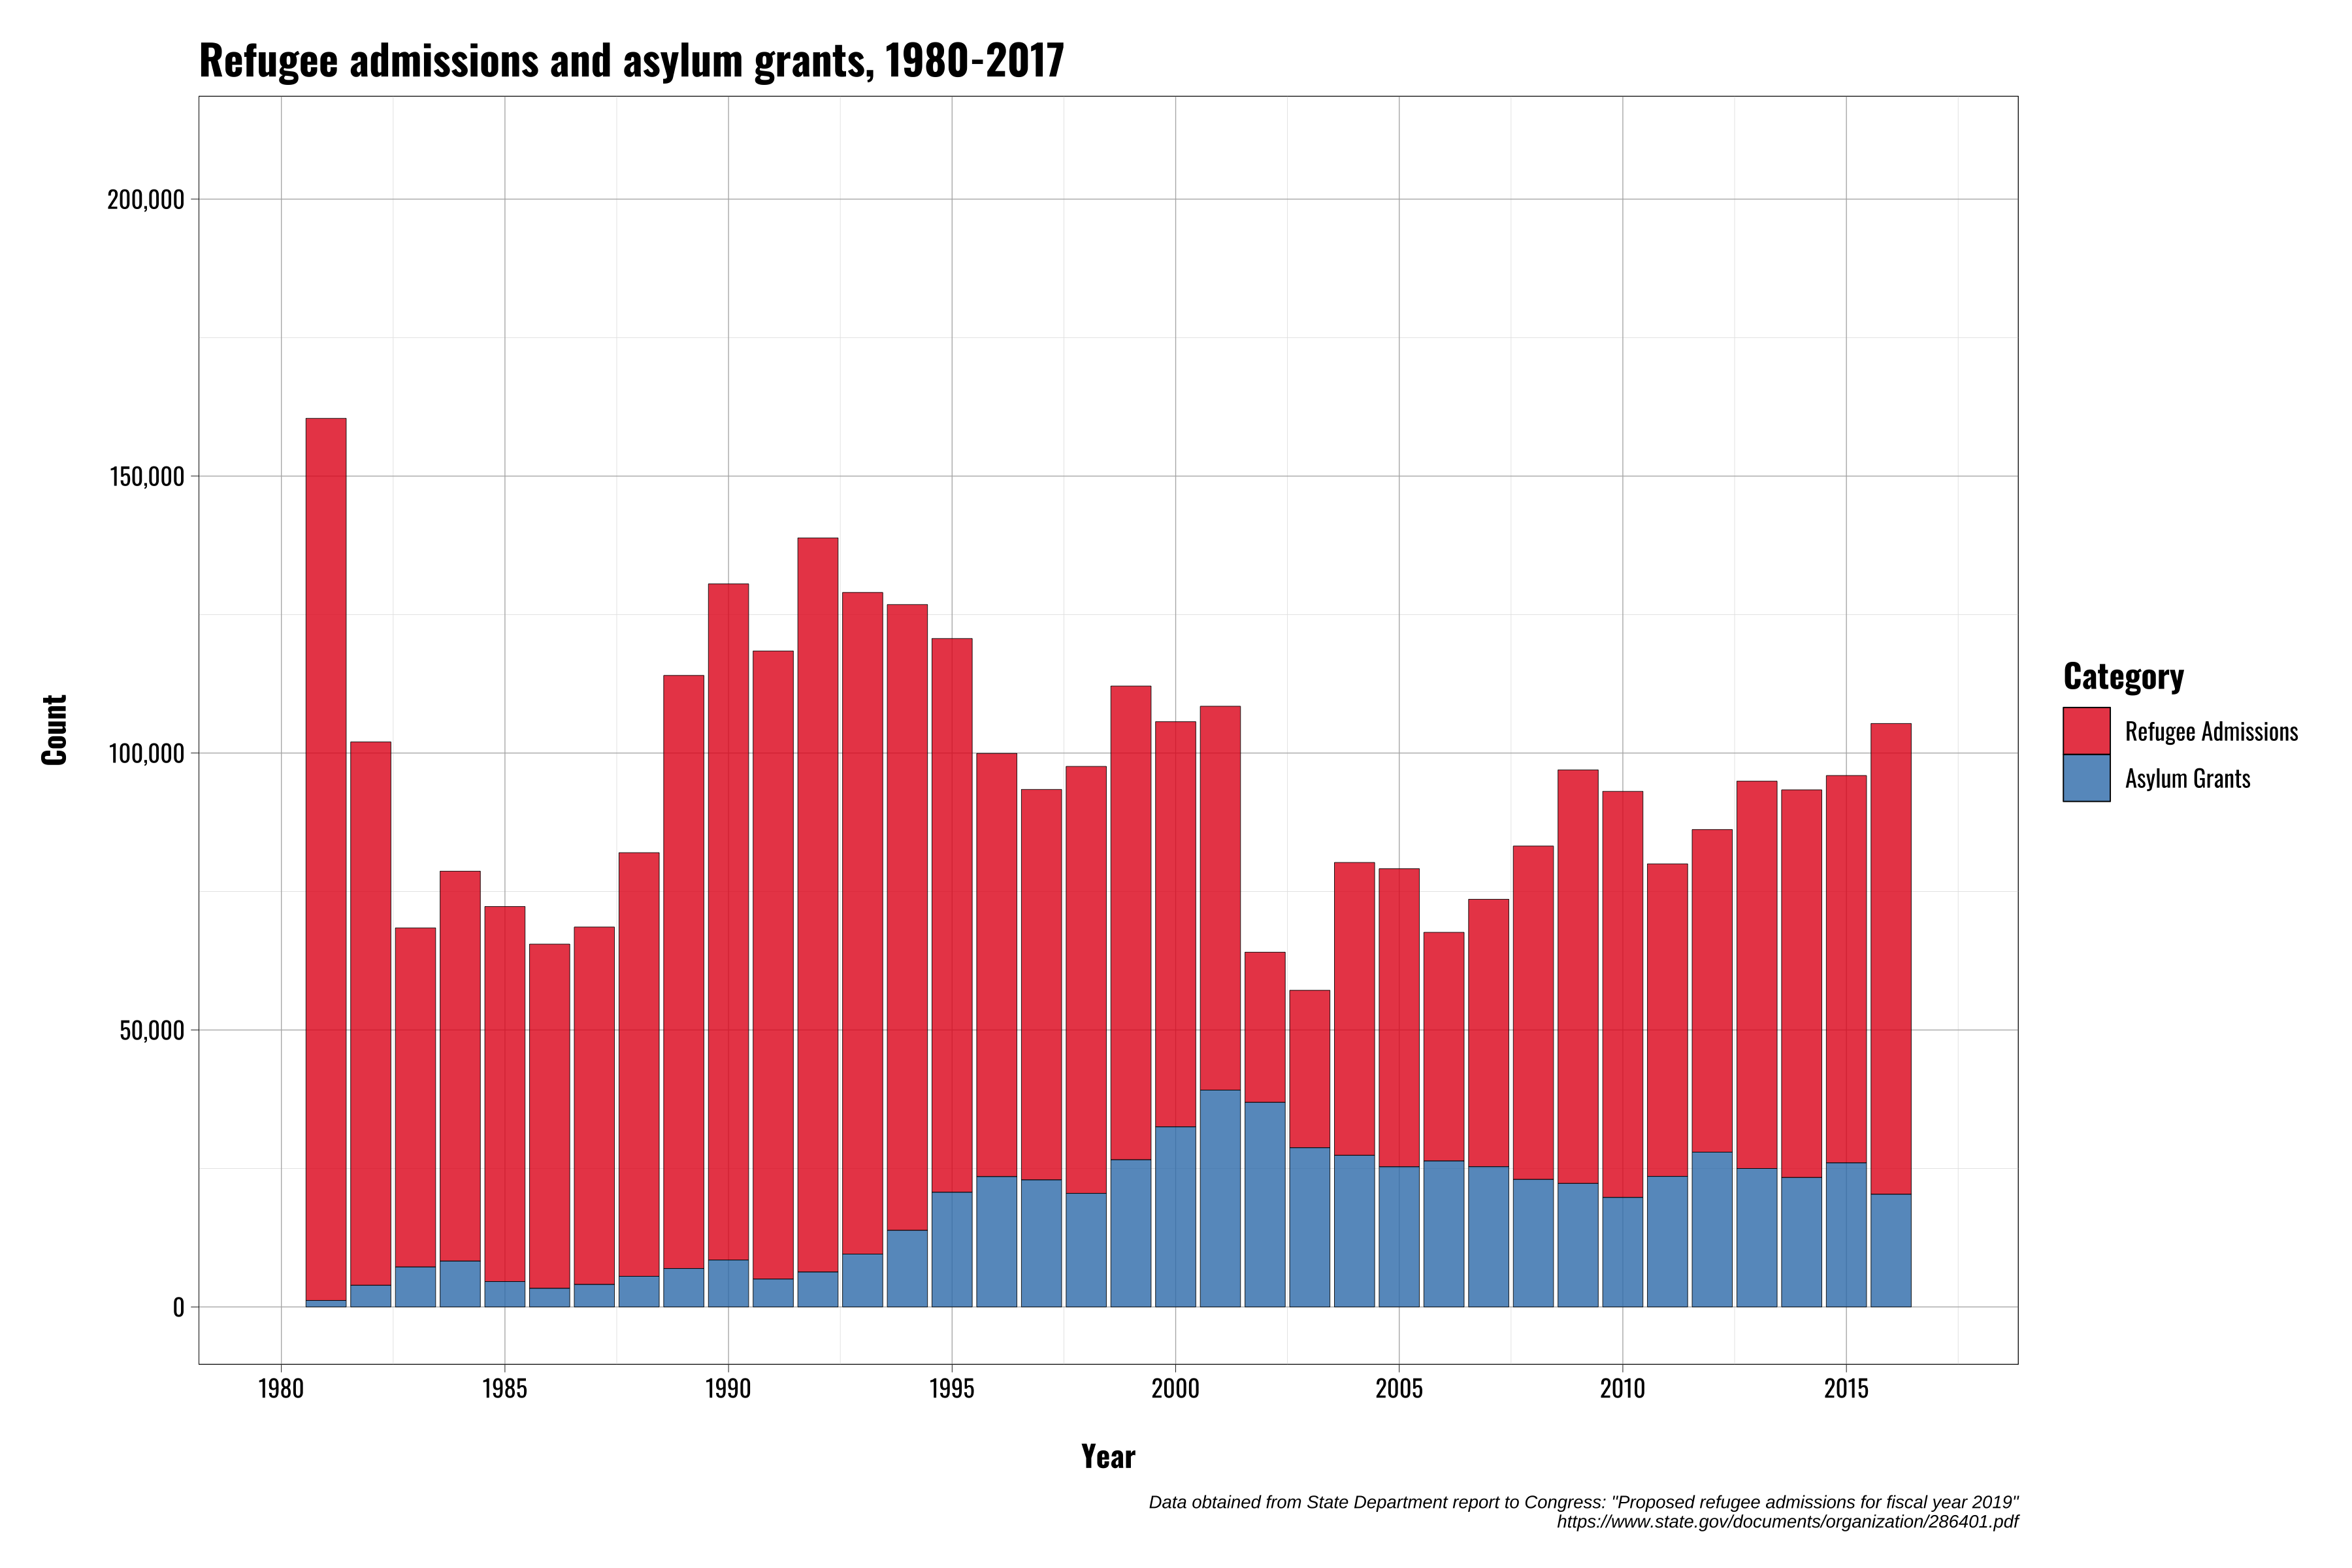 Refugee admissions and asylum grants, 1980-2017
200,000
150,000
100,000
50,000
0
Count
1980 1985 1990 1995 2000 2005 2010 2015
Year
Category
Refugee Admissions
Asylum Grants
Data obtained from State Department report to Congress: "Proposed refugee admissions for fiscal year 2019"
https://www.state.gov/documents/organization/286401.pdf